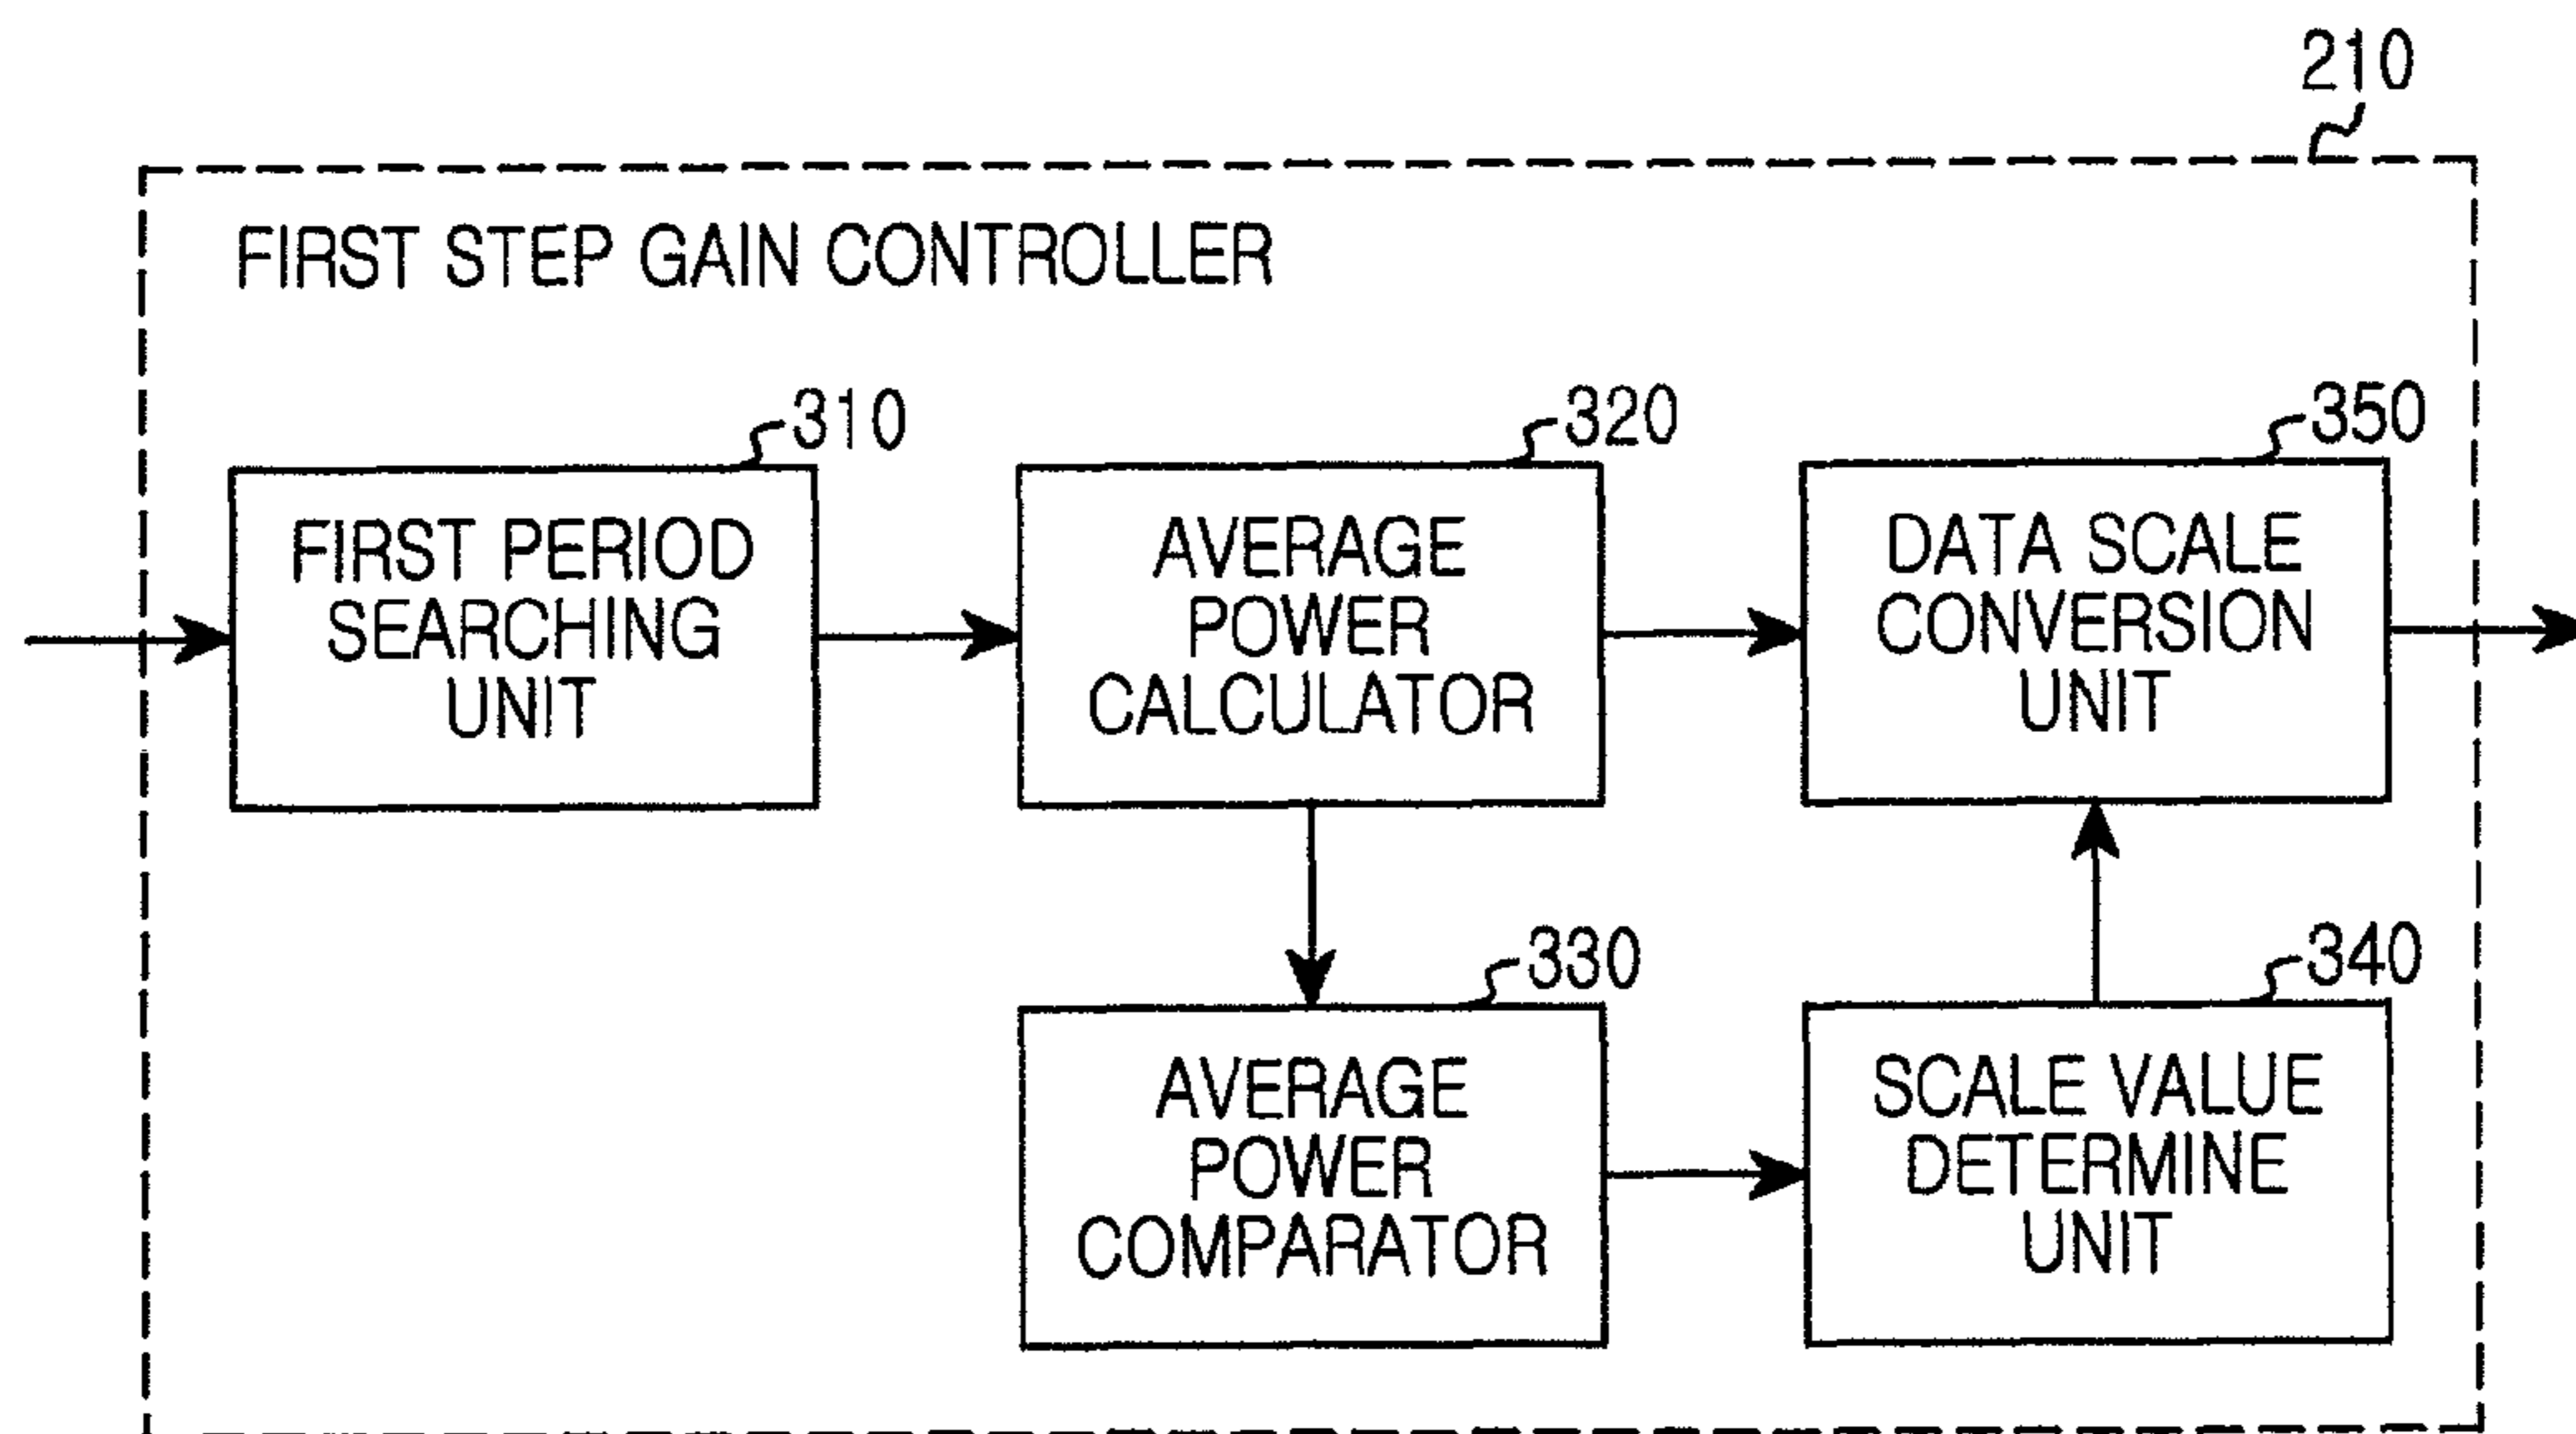 210
FIRST STEP GAIN CONTROLLER
310
FIRST PERIOD
SEARCHING
UNIT
320
AVERAGE
POWER
CALCULATOR
350
DATA SCALE
CONVERSION
UNIT
330
AVERAGE
POWER
COMPARATOR
340
SCALE VALUE
DETERMINE
UNIT